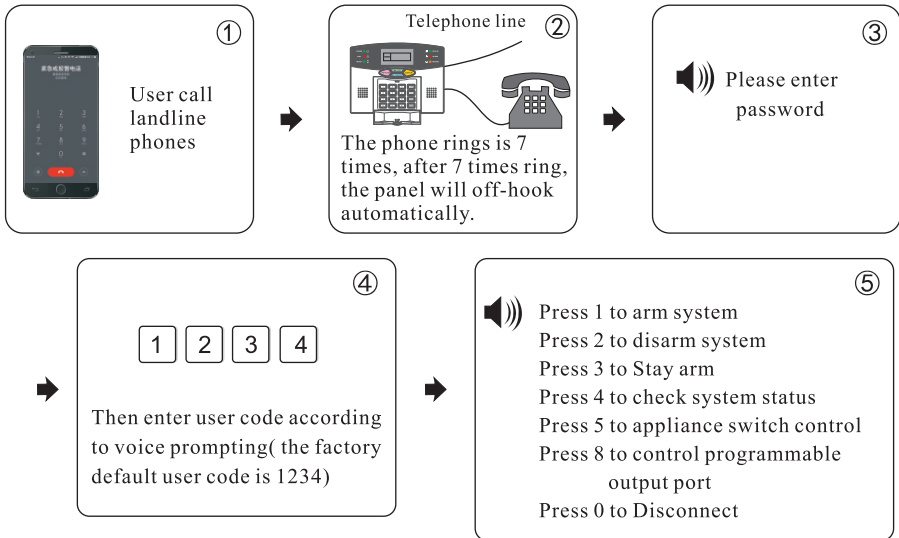 ①
User call
landline
phones
Telephone line
②
The phone rings is 7
times, after 7 times ring,
the panel will off-hook
automatically.
③
Please enter
password
④
1 2 3 4
Then enter user code according
to voice prompting( the factory
default user code is 1234)
⑤
Press 1 to arm system
Press 2 to disarm system
Press 3 to Stay arm
Press 4 to check system status
Press 5 to appliance switch control
Press 8 to control programmable
output port
Press 0 to Disconnect